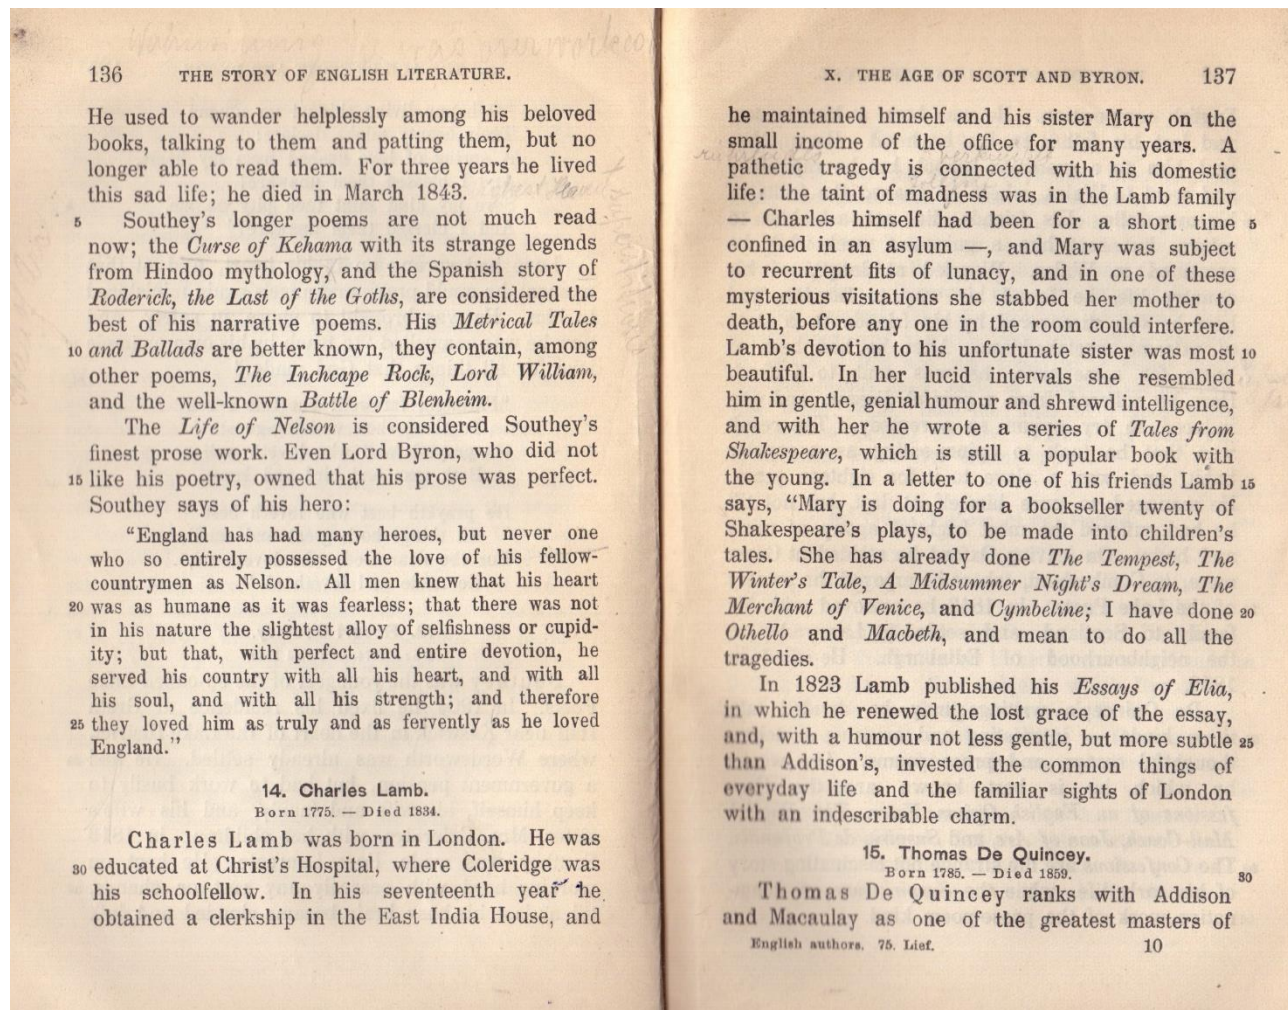 136 THE STORY OF ENGLISH LITERATURE.
He used to wander helplessly among his beloved
books, talking to them and patting them, but no
longer able to read them. For three years he lived
this sad life; he died in March 1843.
5 Southey's longer poems are not much read
now; the Curse of Kehama with its strange legends
from Hindoo mythology, and the Spanish story of
Roderick, the Last of the Goths, are considered the
best of his narrative poems. His Metrical Tales
10 and Ballads are better known, they contain, among
other poems, The Inchcape Rock, Lord William,
and the well-known Battle of Blenheim.
The Life of Nelson is considered Southey's
finest prose work. Even Lord Byron, who did not
15 like his poetry, owned that his prose was perfect.
Southey says of his hero:
"England has had many heroes, but never one
who so entirely possessed the love of his fellow-
countrymen as Nelson. All men knew that his heart
20 was as humane as it was fearless; that there was not
in his nature the slightest alloy of selfishness or cupid-
ity; but that, with perfect and entire devotion, he
served his country with all his heart, and with all
his soul, and with all his strength; and therefore
25 they loved him as truly and as fervently as he loved
England."
14. Charles Lamb.
Born 1775. — Died 1834.
Charles Lamb was born in London. He was
30 educated at Christ's Hospital, where Coleridge was
his schoolfellow. In his seventeenth year he
obtained a clerkship in the East India House, and
X. THE AGE OF SCOTT AND BYRON. 137
he maintained himself and his sister Mary on the
small income of the office for many years. A
pathetic tragedy is connected with his domestic
life: the taint of madness was in the Lamb family
— Charles himself had been for a short time 5
confined in an asylum —, and Mary was subject
to recurrent fits of lunacy, and in one of these
mysterious visitations she stabbed her mother to
death, before any one in the room could interfere.
Lamb's devotion to his unfortunate sister was most 10
beautiful. In her lucid intervals she resembled
him in gentle, genial humour and shrewd intelligence,
and with her he wrote a series of Tales from
Shakespeare, which is still a popular book with
the young. In a letter to one of his friends Lamb 15
says, "Mary is doing for a bookseller twenty of
Shakespeare's plays, to be made into children's
tales. She has already done The Tempest, The
Winter's Tale, A Midsummer Night's Dream, The
Merchant of Venice, and Cymbeline; I have done 20
Othello and Macbeth, and mean to do all the
tragedies.
In 1823 Lamb published his Essays of Elia,
in which he renewed the lost grace of the essay,
and, with a humour not less gentle, but more subtle 25
than Addison's, invested the common things of
everyday life and the familiar sights of London
with an indescribable charm.
15. Thomas De Quincey.
Born 1785. — Died 1859. 30
Thomas De Quincey ranks with Addison
and Macaulay as one of the greatest masters of
English authors. 75. Lief. 10